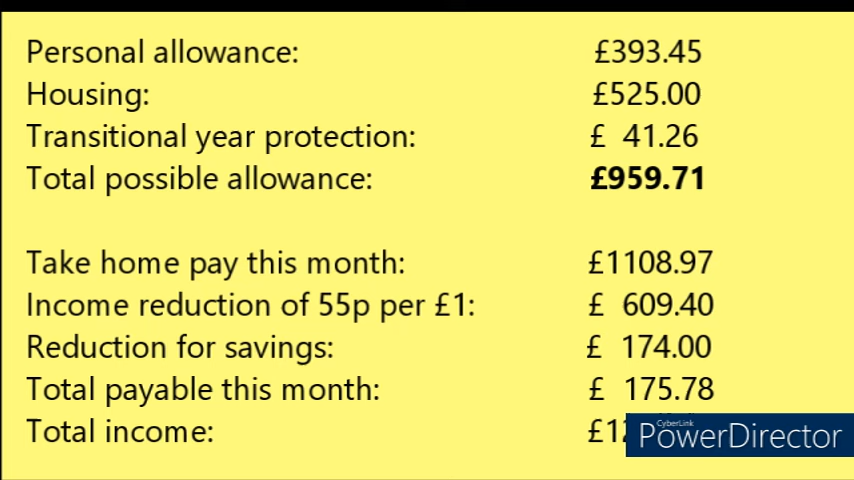 Personal allowance: £393.45
Housing: £525.00
Transitional year protection: £ 41.26
Total possible allowance: £959.71
Take home pay this month: £1108.97
Income reduction of 55p per £1: £ 609.40
Reduction for savings: £ 174.00
Total payable this month: £ 175.78
Total income:
CyberLink
PowerDirector